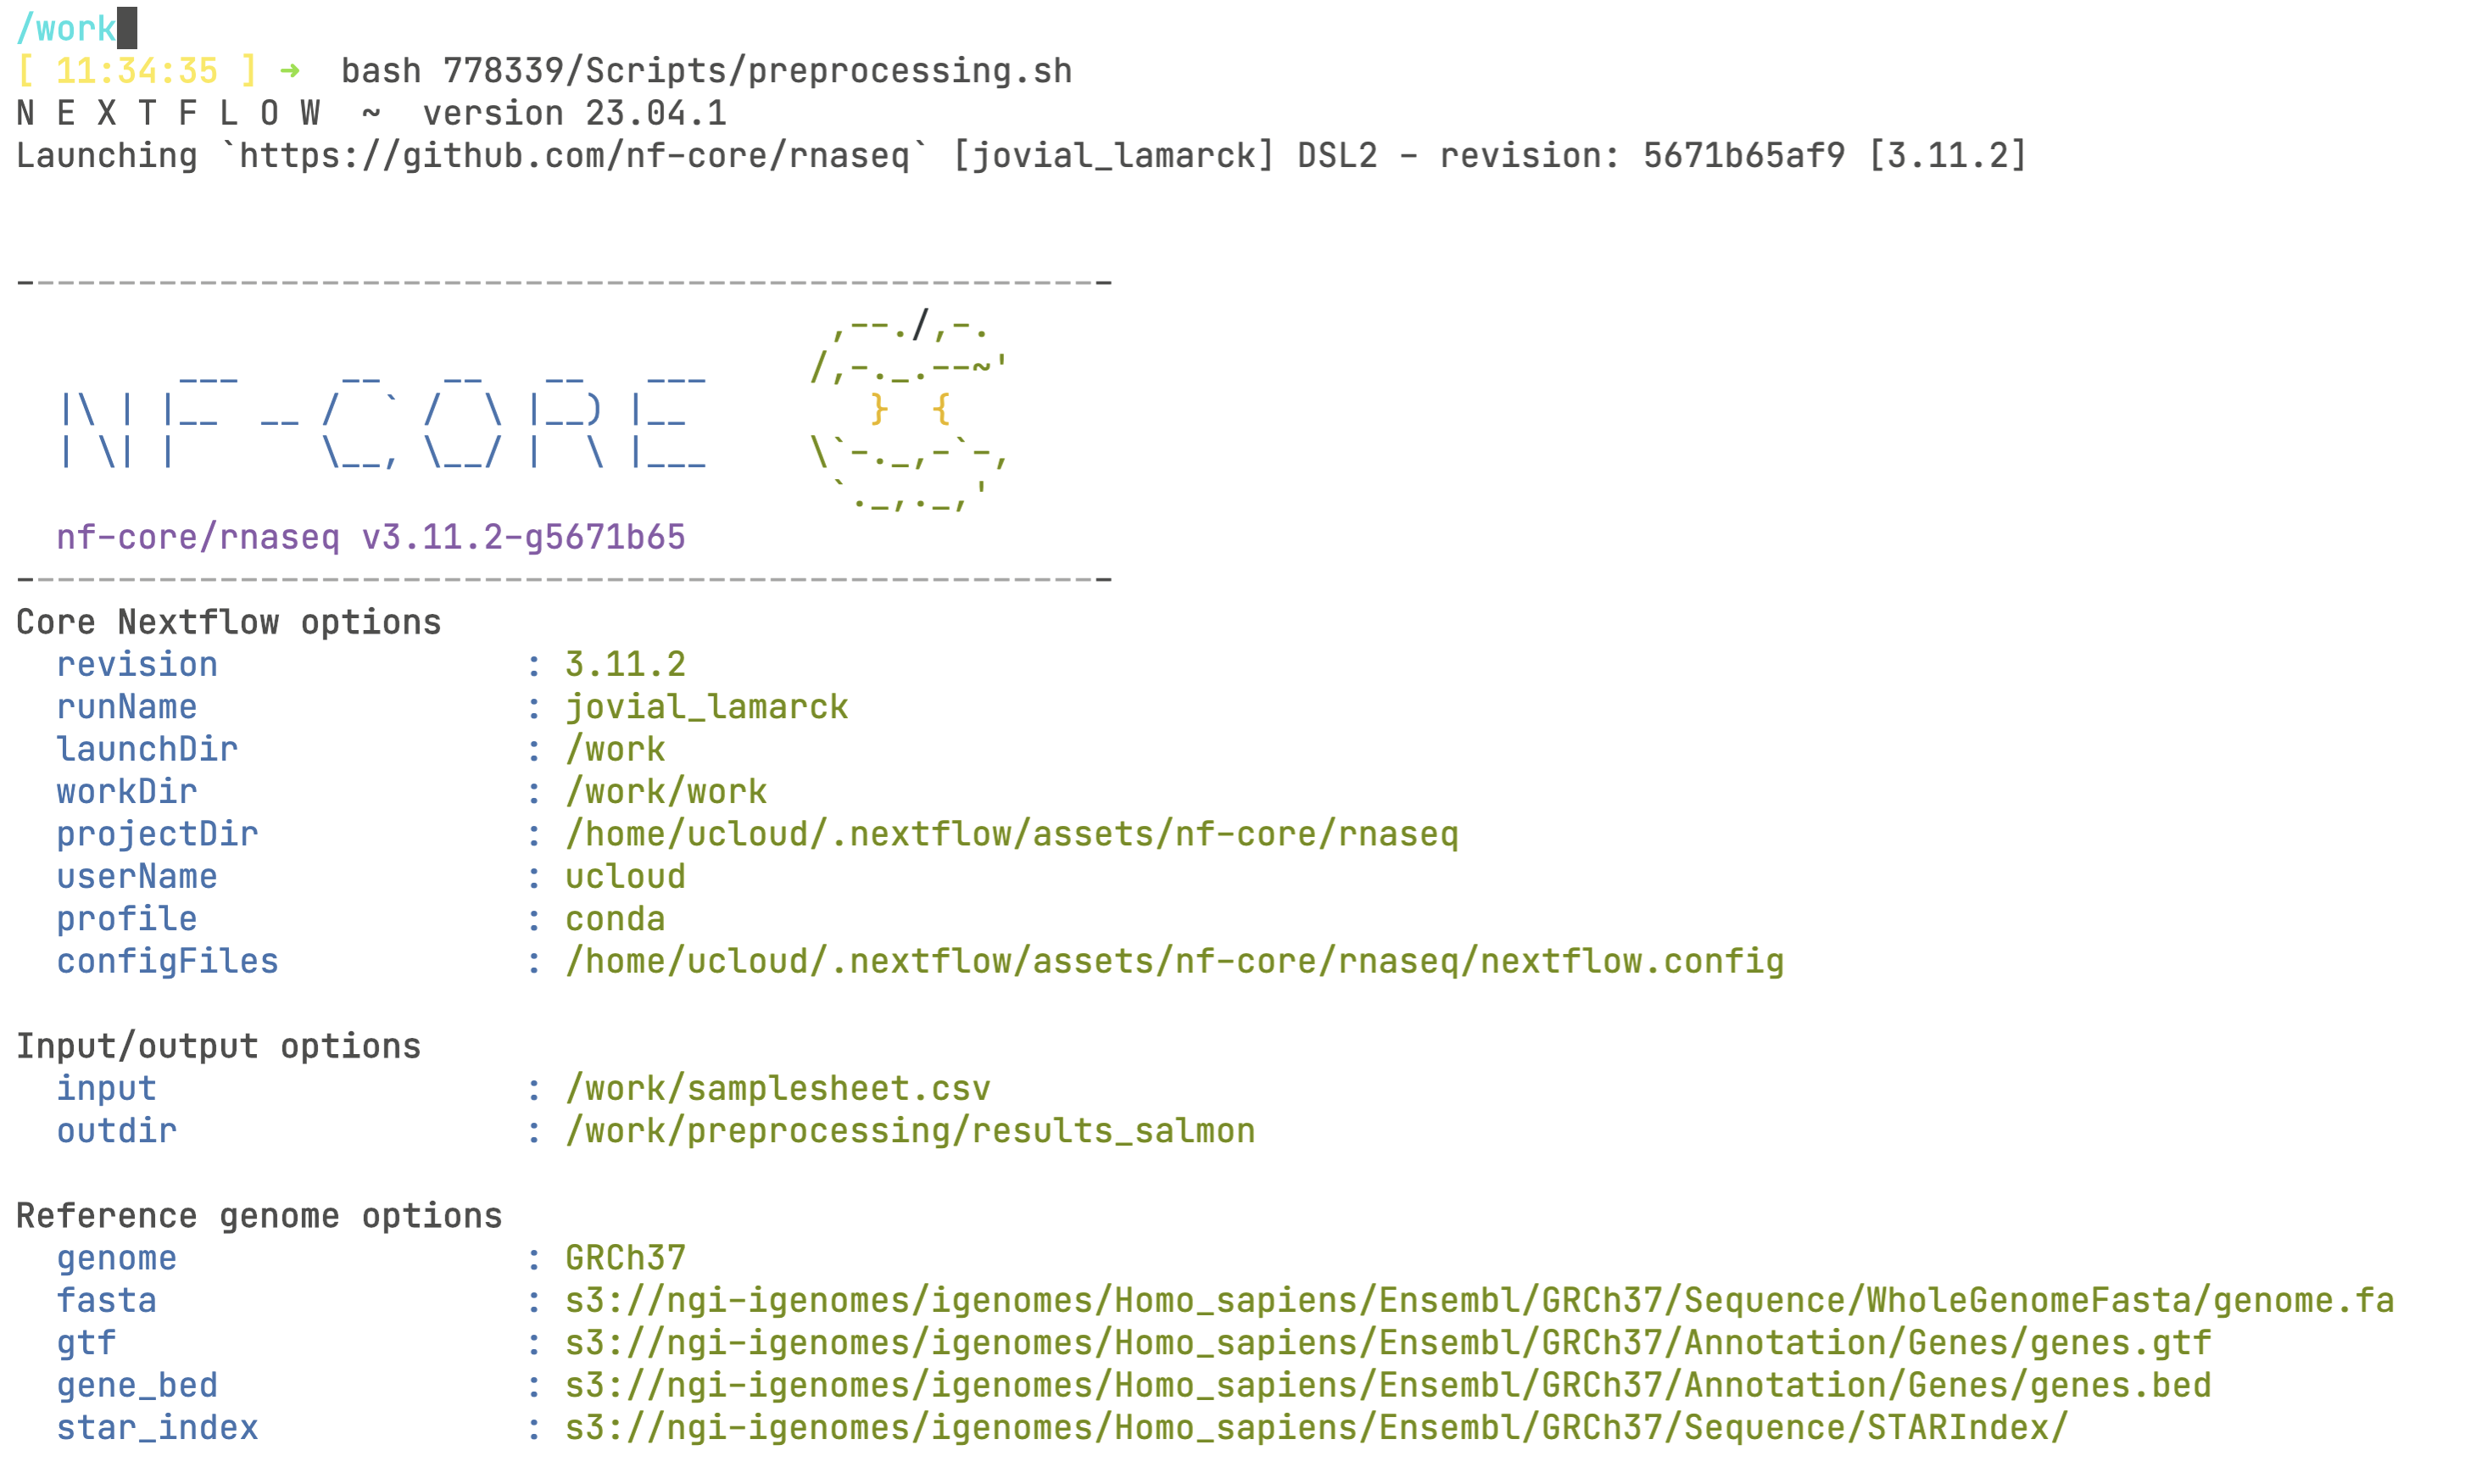 /work
[ 11:34:35 ] ➜  bash 778339/Scripts/preprocessing.sh
N E X T F L O W  ~  version 23.04.1
Launching `https://github.com/nf-core/rnaseq` [jovial_lamarck] DSL2 - revision: 5671b65af9 [3.11.2]
------------------------------------------------------
                                        ,--./,-.
        ___     __   __   __   ___     /,-._.--~'
  |\ | |__  __ /  ` /  \ |__) |__         }  {
  | \| |       \__, \__/ |  \ |___     \`-._,-`-,
                                        `._,._,'
  nf-core/rnaseq v3.11.2-g5671b65
------------------------------------------------------
Core Nextflow options
  revision               : 3.11.2
  runName                : jovial_lamarck
  launchDir              : /work
  workDir                : /work/work
  projectDir             : /home/ucloud/.nextflow/assets/nf-core/rnaseq
  userName               : ucloud
  profile                : conda
  configFiles            : /home/ucloud/.nextflow/assets/nf-core/rnaseq/nextflow.config
Input/output options
  input                  : /work/samplesheet.csv
  outdir                 : /work/preprocessing/results_salmon
Reference genome options
  genome                 : GRCh37
  fasta                  : s3://ngi-igenomes/igenomes/Homo_sapiens/Ensembl/GRCh37/Sequence/WholeGenomeFasta/genome.fa
  gtf                    : s3://ngi-igenomes/igenomes/Homo_sapiens/Ensembl/GRCh37/Annotation/Genes/genes.gtf
  gene_bed               : s3://ngi-igenomes/igenomes/Homo_sapiens/Ensembl/GRCh37/Annotation/Genes/genes.bed
  star_index             : s3://ngi-igenomes/igenomes/Homo_sapiens/Ensembl/GRCh37/Sequence/STARIndex/